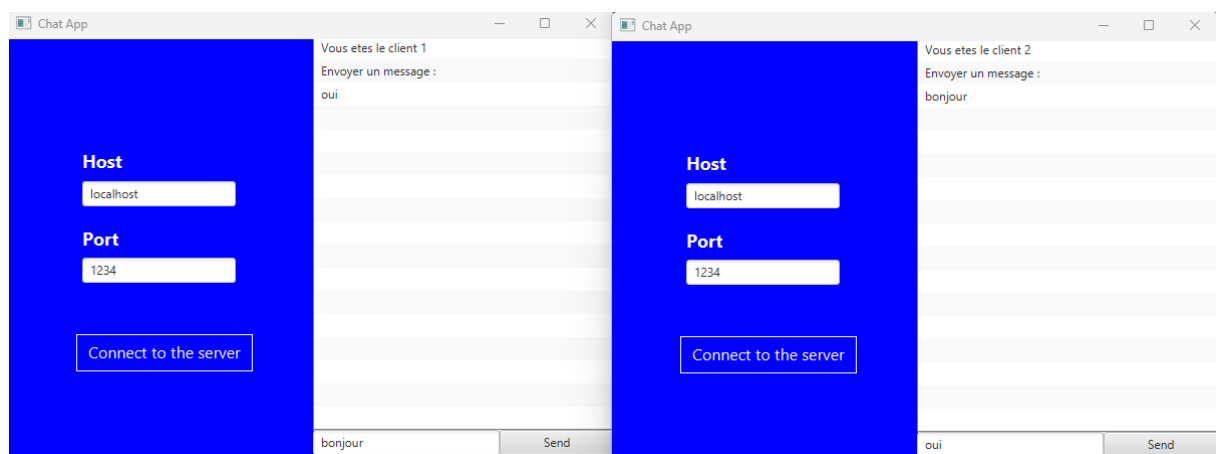 Chat App
Vous etes le client 1
Envoyer un message :
oui
Host
localhost
Port
1234
Connect to the server
bonjour
Send
Chat App
Vous etes le client 2
Envoyer un message :
bonjour
Host
localhost
Port
1234
Connect to the server
oui
Send